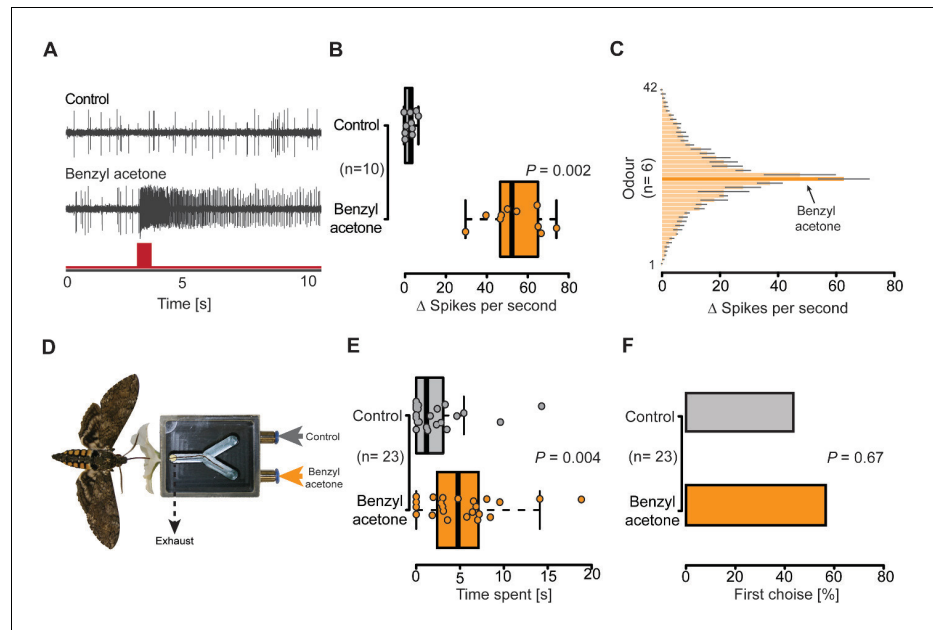 A
Control
Benzyl acetone
0
5
10
Time [s]
B
Control
(n=10)
Benzyl
acetone
P = 0.002
0
20
40
60
80
Δ Spikes per second
C
42
Odour
(n= 6)
1
Benzyl
acetone
0
20
40
60
80
Δ Spikes per second
D
Control
Benzyl
acetone
Exhaust
E
Control
(n= 23)
Benzyl
acetone
P = 0.004
0
5
10
15
20
Time spent [s]
F
Control
(n= 23)
Benzyl
acetone
P = 0.67
0
20
40
60
80
First choise [%]